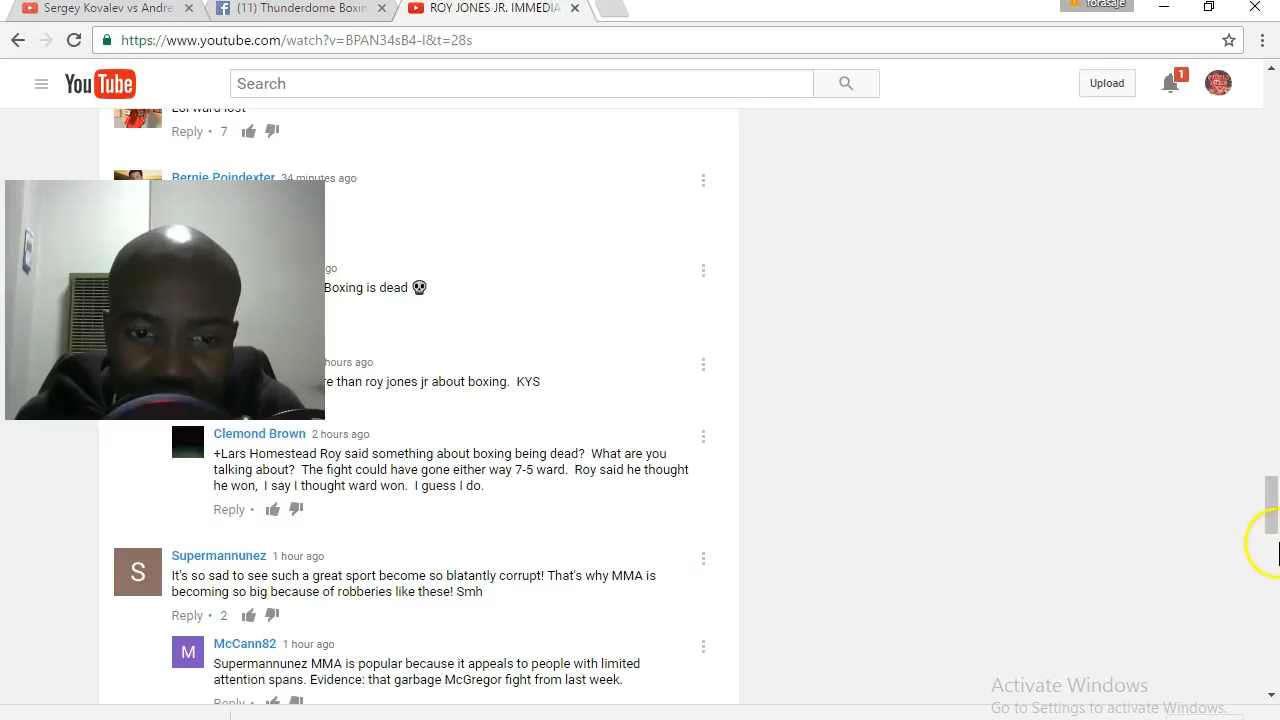 Sergey Kovalev vs Andre
(11) Thunderdome Boxin
ROY JONES JR. IMMEDIA
forasaje
https://www.youtube.com/watch?v=BPAN34sB4-I&t=28s
YouTube
Search
Upload
1
Lol ward lost
Reply • 7
Bernie Poindexter 34 minutes ago
go
Boxing is dead
hours ago
re than roy jones jr about boxing. KYS
Clemond Brown 2 hours ago
+Lars Homestead Roy said something about boxing being dead? What are you
talking about? The fight could have gone either way 7-5 ward. Roy said he thought
he won, I say I thought ward won. I guess I do.
Reply •
S
Supermannunez 1 hour ago
It's so sad to see such a great sport become so blatantly corrupt! That's why MMA is
becoming so big because of robberies like these! Smh
Reply • 2
M
McCann82 1 hour ago
Supermannunez MMA is popular because it appeals to people with limited
attention spans. Evidence: that garbage McGregor fight from last week.
Reply •
Activate Windows
Go to Settings to activate Windows.